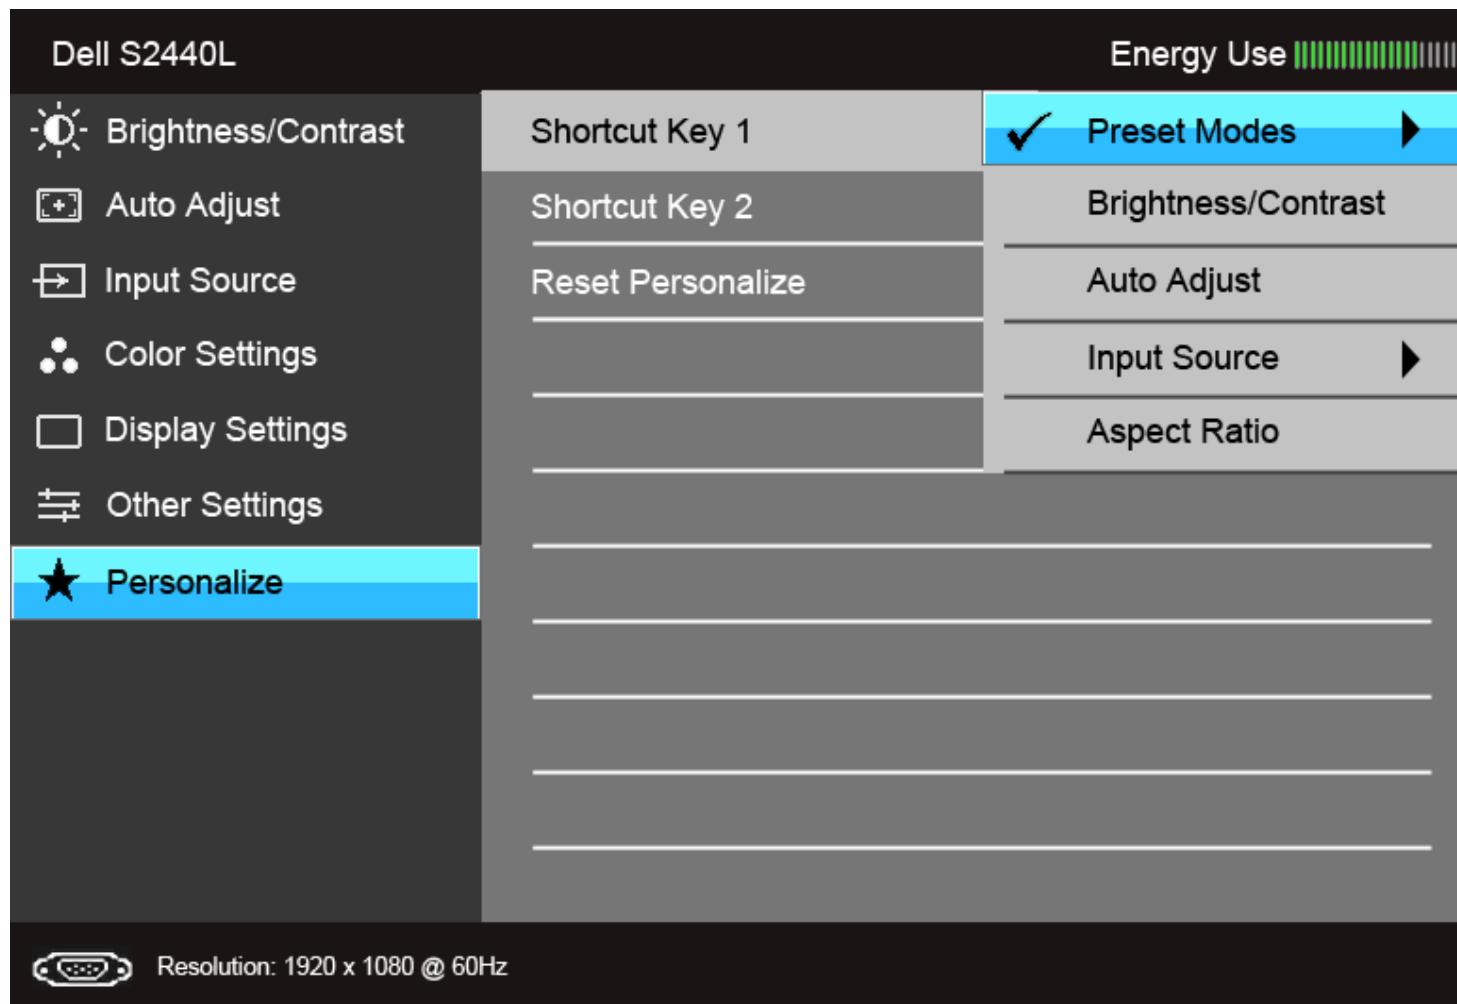 Dell S2440L
Energy Use
Brightness/Contrast
Auto Adjust
Input Source
Color Settings
Display Settings
Other Settings
Personalize
Shortcut Key 1
Shortcut Key 2
Reset Personalize
Preset Modes
Brightness/Contrast
Auto Adjust
Input Source
Aspect Ratio
Resolution: 1920 x 1080 @ 60Hz